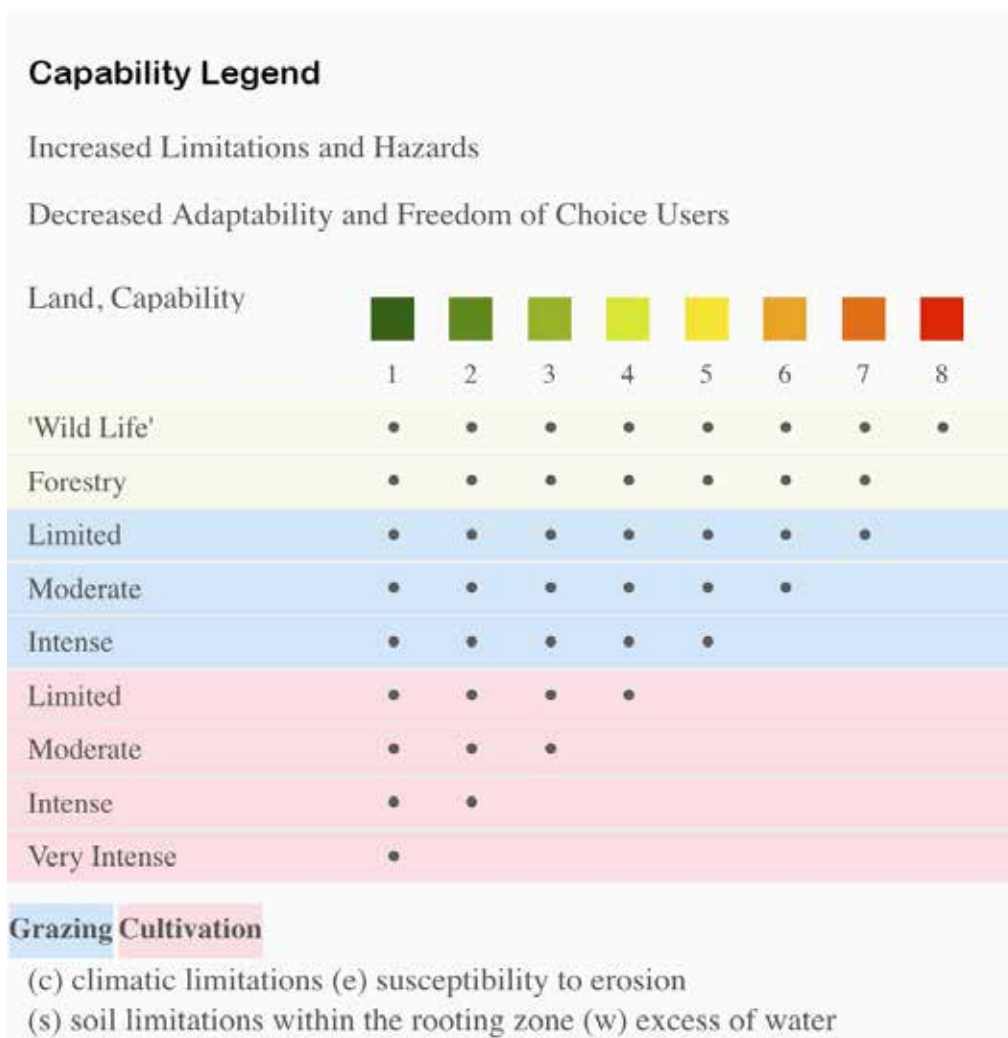 Capability Legend
Increased Limitations and Hazards
Decreased Adaptability and Freedom of Choice Users
Land, Capability
1 2 3 4 5 6 7 8
'Wild Life' • • • • • • • •
Forestry • • • • • • •
Limited • • • • • • •
Moderate • • • • • •
Intense • • • • •
Limited • • • •
Moderate • • •
Intense • •
Very Intense •
Grazing Cultivation
(c) climatic limitations (e) susceptibility to erosion
(s) soil limitations within the rooting zone (w) excess of water